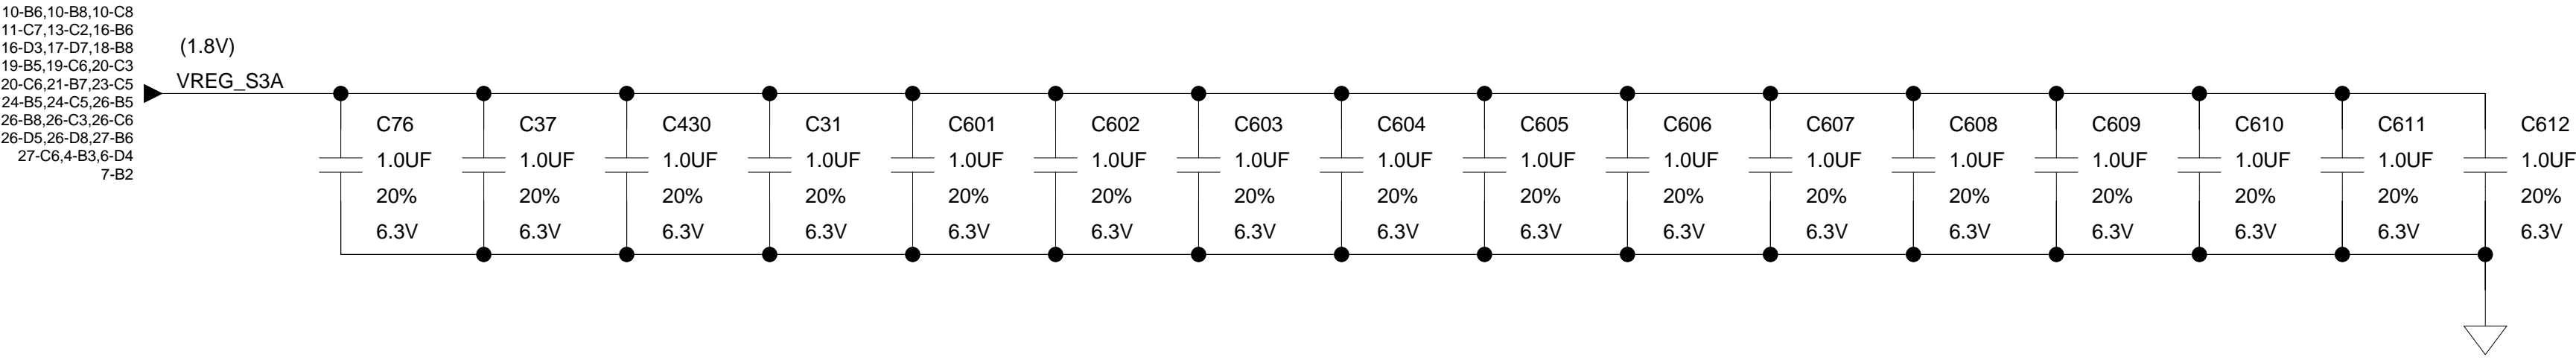 10-B6,10-B8,10-C8
11-C7,13-C2,16-B6
16-D3,17-D7,18-B8
19-B5,19-C6,20-C3
20-C6,21-B7,23-C5
24-B5,24-C5,26-B5
26-B8,26-C3,26-C6
26-D5,26-D8,27-B6
27-C6,4-B3,6-D4
7-B2
(1.8V)
VREG_S3A
C76
1.0UF
20%
6.3V
C37
1.0UF
20%
6.3V
C430
1.0UF
20%
6.3V
C31
1.0UF
20%
6.3V
C601
1.0UF
20%
6.3V
C602
1.0UF
20%
6.3V
C603
1.0UF
20%
6.3V
C604
1.0UF
20%
6.3V
C605
1.0UF
20%
6.3V
C606
1.0UF
20%
6.3V
C607
1.0UF
20%
6.3V
C608
1.0UF
20%
6.3V
C609
1.0UF
20%
6.3V
C610
1.0UF
20%
6.3V
C611
1.0UF
20%
6.3V
C612
1.0UF
20%
6.3V